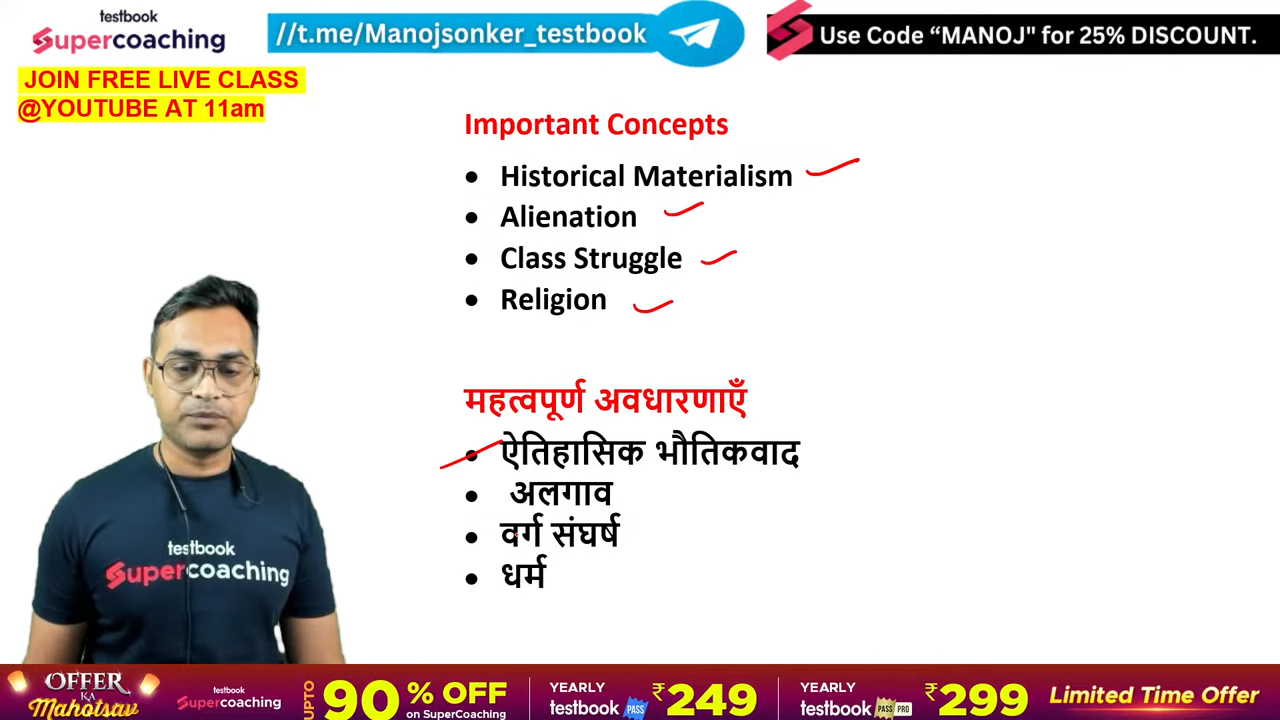 testbook
Supercoaching
//t.me/Manojsonker_testbook
Use Code “MANOJ" for 25% DISCOUNT.
JOIN FREE LIVE CLASS
@YOUTUBE AT 11am
Important Concepts
• Historical Materialism
• Alienation
• Class Struggle
• Religion
महत्वपूर्ण अवधारणाएँ
• ऐतिहासिक भौतिकवाद
• अलगाव
• वर्ग संघर्ष
• धर्म
testbook
Supercoaching
OFFER
KA
Mahotsav
testbook
Supercoaching
UPTO 90% OFF
on SuperCoaching
YEARLY
testbook PASS
₹249
YEARLY
testbook PASS PRO
₹299
Limited Time Offer